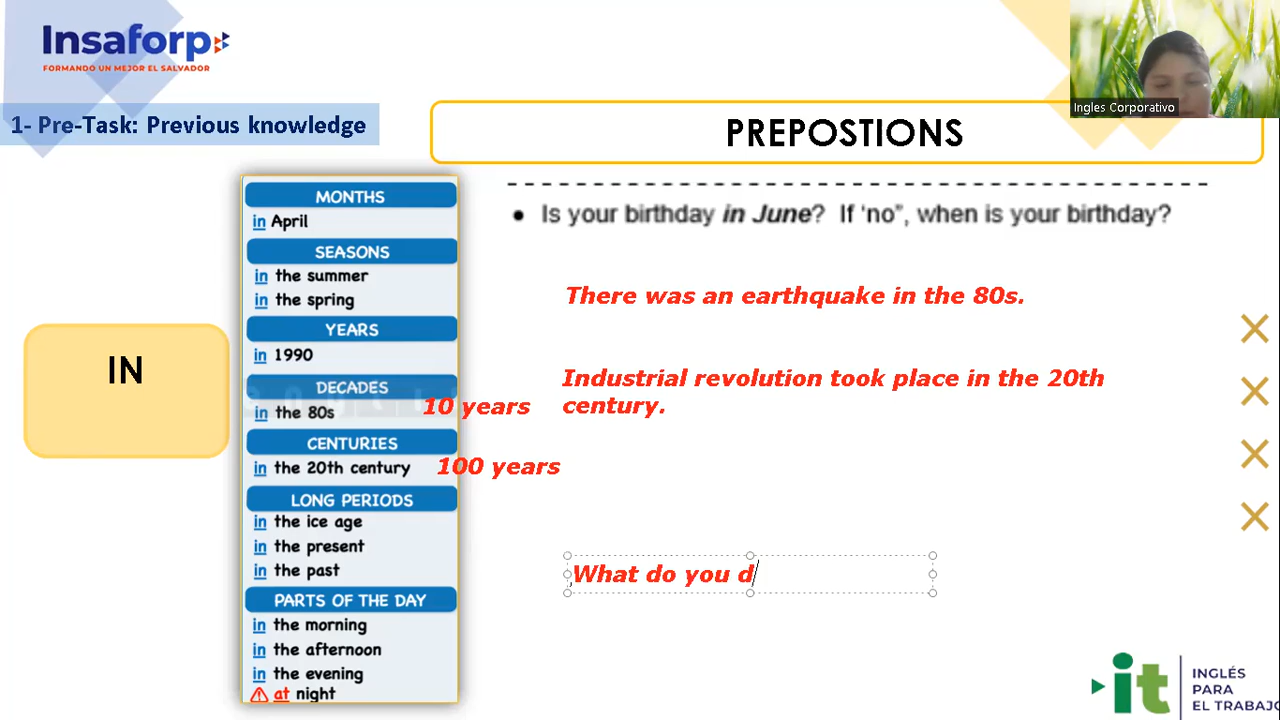 Insaforp
FORMANDO UN MEJOR EL SALVADOR
Ingles Corporativo
1- Pre-Task: Previous knowledge
PREPOSTIONS
IN
MONTHS
in April
SEASONS
in the summer
in the spring
YEARS
in 1990
DECADES
in the 80s
10 years
CENTURIES
in the 20th century
100 years
LONG PERIODS
in the ice age
in the present
in the past
PARTS OF THE DAY
in the morning
in the afternoon
in the evening
at night
• Is your birthday in June? If ‘no”, when is your birthday?
There was an earthquake in the 80s.
Industrial revolution took place in the 20th
century.
What do you d
it
INGLÉS
PARA
EL TRABAJO